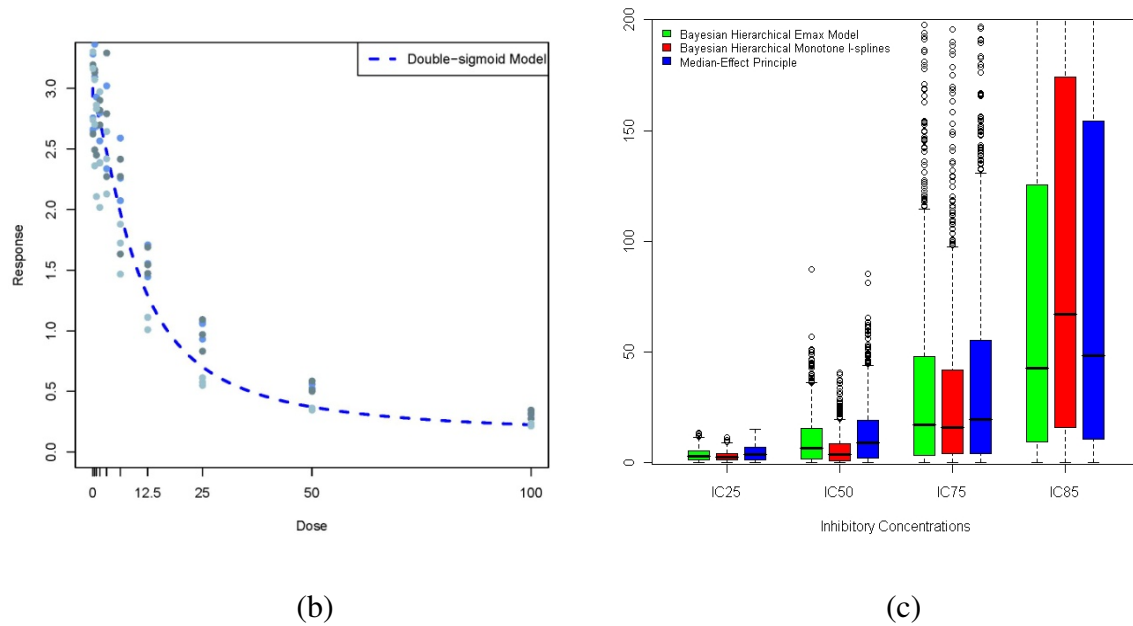 Double-sigmoid Model
3.0
2.5
2.0
1.5
1.0
0.5
0.0
Response
0 12.5 25 50 100
Dose
(b)
Bayesian Hierarchical Emax Model
Bayesian Hierarchical Monotone I-splines
Median-Effect Principle
200
150
100
50
0
IC25 IC50 IC75 IC85
Inhibitory Concentrations
(c)